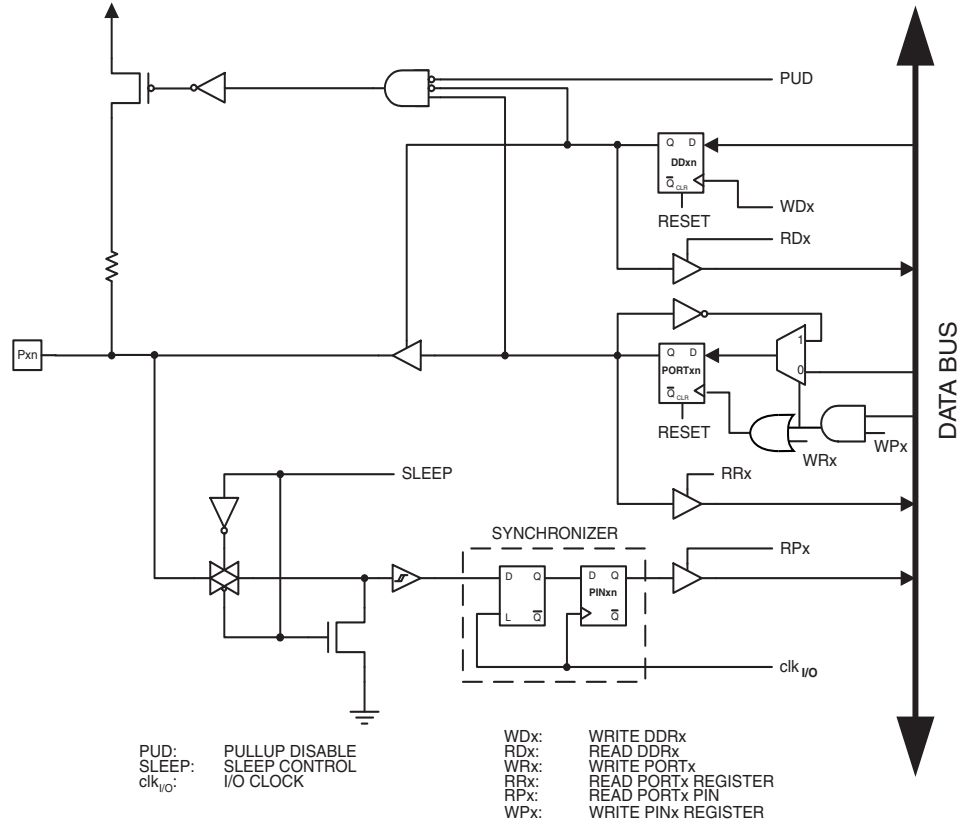 PUD
Q D
DDxn
Q CLR
WDx
RESET
RDx
Pxn
1
Q D
PORTxn
0
Q CLR
RESET
WRx
WPx
DATA BUS
SLEEP
RRx
SYNCHRONIZER
RPx
D Q
D Q
PINxn
L Q
Q
clk I/O
PUD: PULLUP DISABLE
SLEEP: SLEEP CONTROL
clkI/O: I/O CLOCK
WDx: WRITE DDRx
RDx: READ DDRx
WRx: WRITE PORTx
RRx: READ PORTx REGISTER
RPx: READ PORTx PIN
WPx: WRITE PINx REGISTER